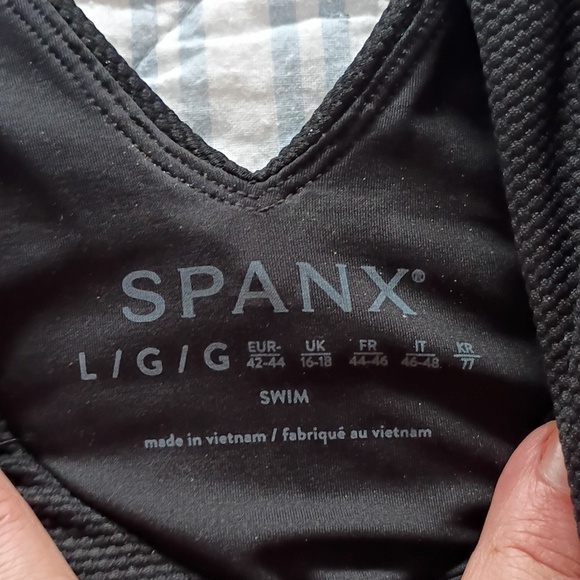 SPANX®
L / G / G EUR- 42-44 UK 16-18 FR 44-46 IT 46-48 KR 77
SWIM
made in vietnam / fabriqué au vietnam